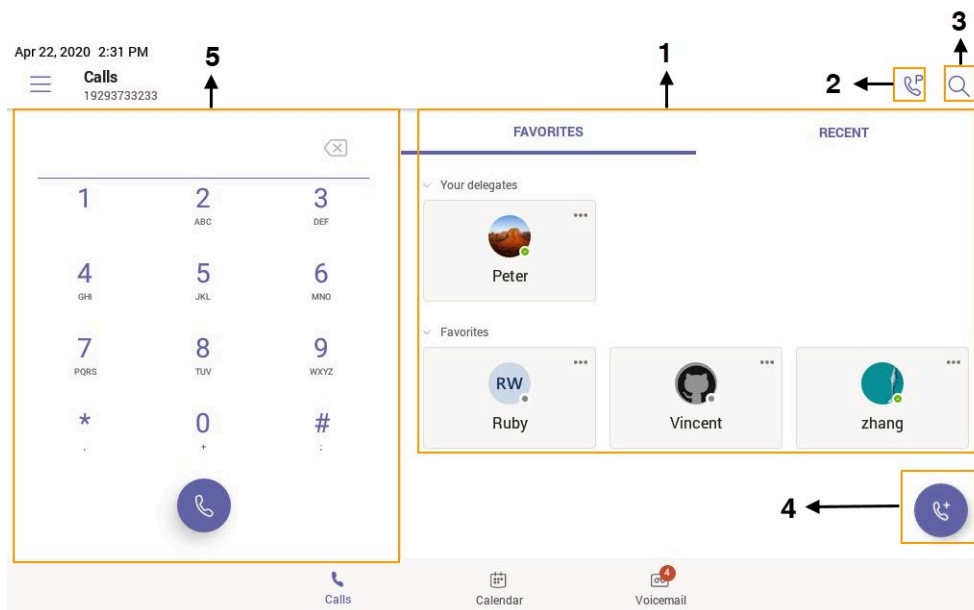 3
Apr 22, 2020 2:31 PM
5
1
Calls
19293733233
2
P
FAVORITES
RECENT
1
2
3
ABC
DEF
4
5
6
GHI
JKL
MNO
7
8
9
PQRS
TUV
WXYZ
*
0
#
,
+
;
Your delegates
Peter
Favorites
RW
Ruby
Vincent
zhang
4
4
Calls
Calendar
Voicemail